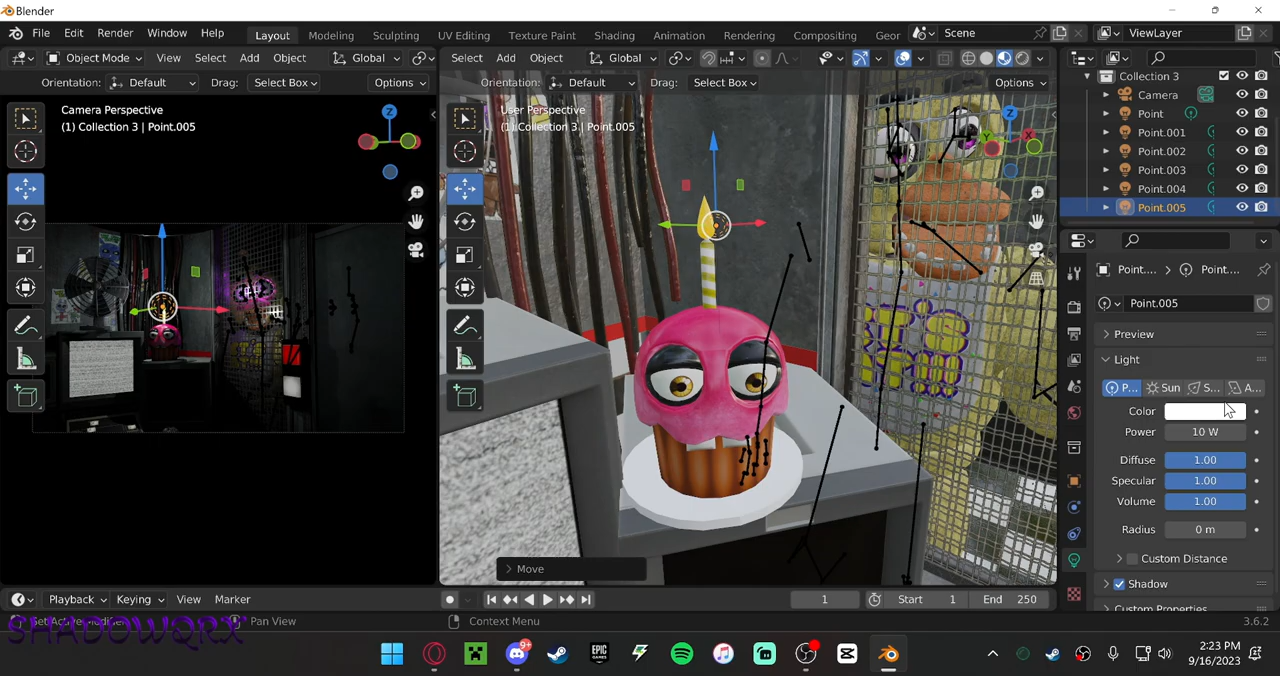 Blender
File Edit Render Window Help Layout Modeling Sculpting UV Editing Texture Paint Shading Animation Rendering Compositing Geor Scene ViewLayer
Object Mode View Select Add Object Global Select Add Object Global
Orientation: Default Drag: Select Box Options Orientation: Default Drag: Select Box Options
Collection 3
Camera Perspective
(1) Collection 3 | Point.005
User Perspective
(1) Collection 3 | Point.005
Z
Z
Y
X
Camera
Point
Point.001
Point.002
Point.003
Point.004
Point.005
Point.... Point....
Point.005
Preview
Light
P... Sun S... A...
Color
Power 10 W
Diffuse 1.00
Specular 1.00
Volume 1.00
Radius 0 m
Custom Distance
Shadow
Custom Properties
Move
Playback Keying View Marker 1 Start 1 End 250
Pan View Context Menu 3.6.2
SHADOWQRX
9+
EPIC GAMES
2:23 PM
9/16/2023